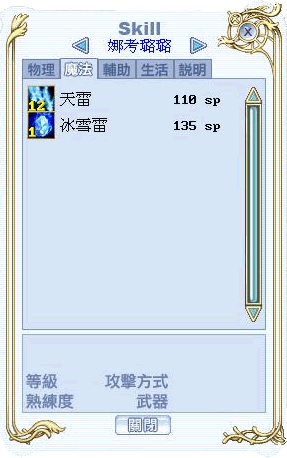 Skill
娜考璐璐
X
物理 魔法 輔助 生活 説明
12 天雷 110 sp
1 冰雪雷 135 sp
等級 攻擊方式
熟練度 武器
關閉